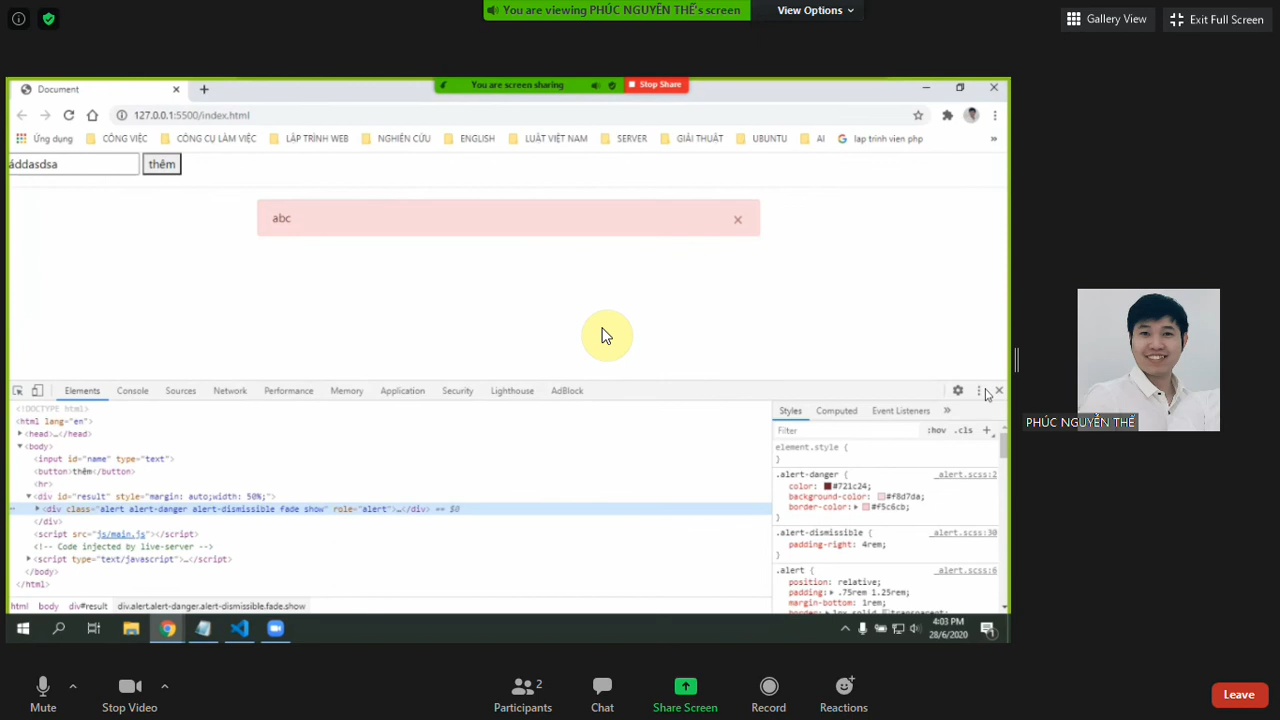 You are viewing PHÚC NGUYỄN THẾ's screen
View Options
Gallery View
Exit Full Screen
Document
You are screen sharing
Stop Share
127.0.0.1:5500/index.html
Ứng dụng
CÔNG VIỆC
CÔNG CỤ LÀM VIỆC
LẬP TRÌNH WEB
NGHIÊN CỨU
ENGLISH
LUẬT VIỆT NAM
SERVER
GIẢI THUẬT
UBUNTU
AI
lap trinh vien php
áddasdsa
thêm
abc
Elements
Console
Sources
Network
Performance
Memory
Application
Security
Lighthouse
AdBlock
<!DOCTYPE html>
<html lang="en">
<head>…</head>
<body>
<input id="name" type="text">
<button>thêm</button>
<hr>
<div id="result" style="margin: auto;width: 50%;">
<div class="alert alert-danger alert-dismissible fade show" role="alert">…</div> == $0
</div>
<script src="js/main.js"></script>
<!-- Code injected by live-server -->
<script type="text/javascript">…</script>
</body>
</html>
html body div#result div.alert.alert-danger.alert-dismissible.fade.show
Styles
Computed
Event Listeners
Filter
:hov
.cls
element.style {
}
.alert-danger {
_alert.scss:2
color: #721c24;
background-color: #f8d7da;
border-color: #f5c6cb;
}
.alert-dismissible {
_alert.scss:30
padding-right: 4rem;
}
.alert {
_alert.scss:6
position: relative;
padding: .75rem 1.25rem;
margin-bottom: 1rem;
border: 1px solid transparent;
4:03 PM
28/6/2020
1
PHÚC NGUYỄN THẾ
Mute
Stop Video
2
Participants
Chat
Share Screen
Record
Reactions
Leave